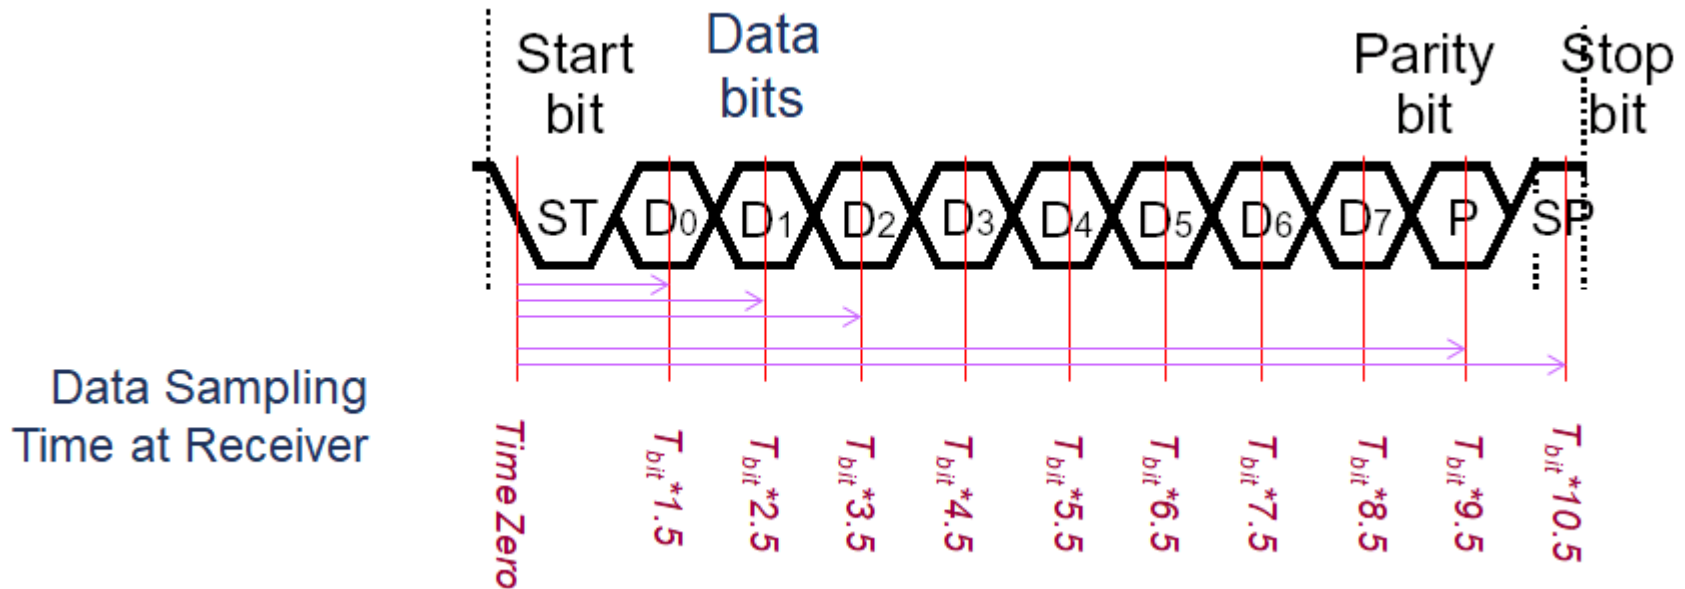 Start
bit
Data
bits
Parity
bit
Stop
bit
ST
D0
D1
D2
D3
D4
D5
D6
D7
P
SP
Data Sampling
Time at Receiver
Time Zero
Tbit*1.5
Tbit*2.5
Tbit*3.5
Tbit*4.5
Tbit*5.5
Tbit*6.5
Tbit*7.5
Tbit*8.5
Tbit*9.5
Tbit*10.5